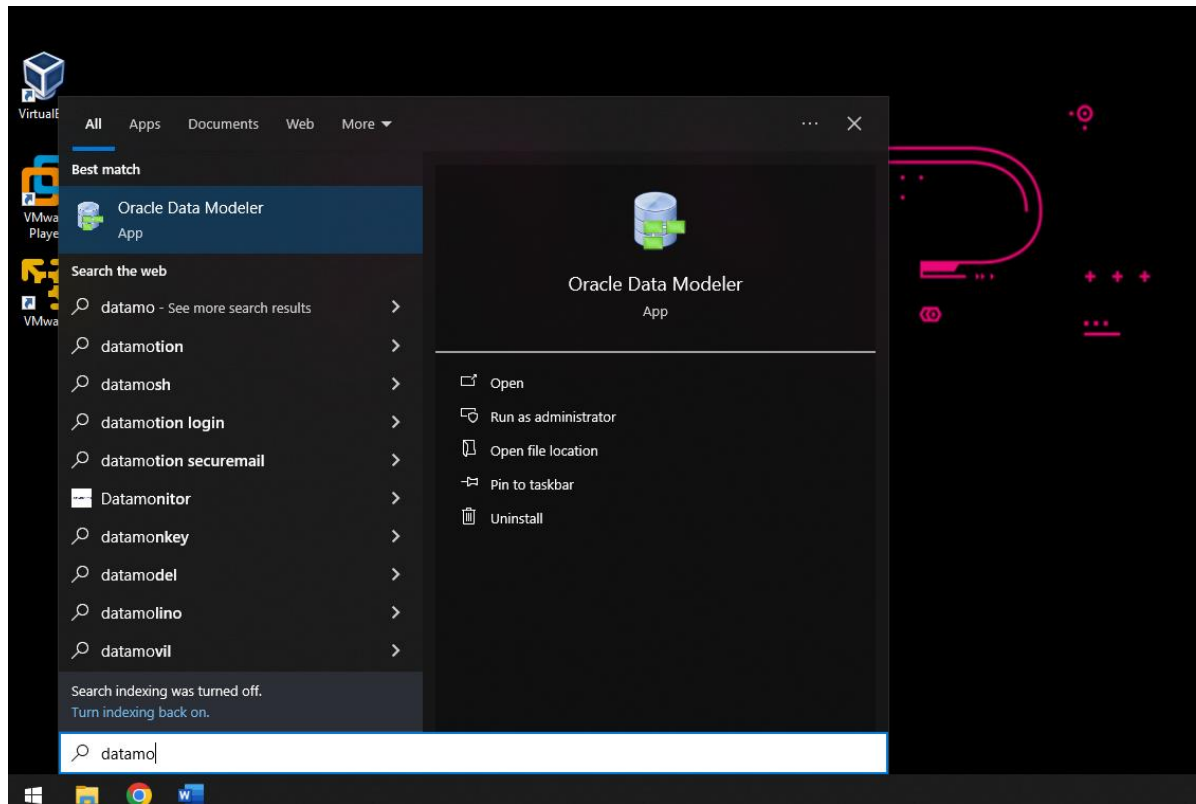 VirtualB
VMwa
Playe
VMwa
All Apps Documents Web More
Best match
Oracle Data Modeler
App
Search the web
datamo - See more search results
datamotion
datamosh
datamotion login
datamotion securemail
Datamonitor
datamonkey
datamodel
datamolino
datamovil
Search indexing was turned off.
Turn indexing back on.
datamo
Oracle Data Modeler
App
Open
Run as administrator
Open file location
Pin to taskbar
Uninstall
W